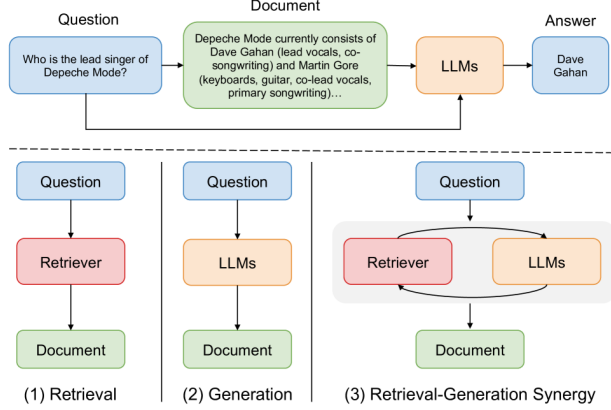 Question
Document
Answer
Who is the lead singer of
Depeche Mode?
Depeche Mode currently consists of
Dave Gahan (lead vocals, co-
songwriting) and Martin Gore
(keyboards, guitar, co-lead vocals,
primary songwriting)...
LLMs
Dave
Gahan
Question
Retriever
Document
(1) Retrieval
Question
LLMs
Document
(2) Generation
Question
Retriever
LLMs
Document
(3) Retrieval-Generation Synergy